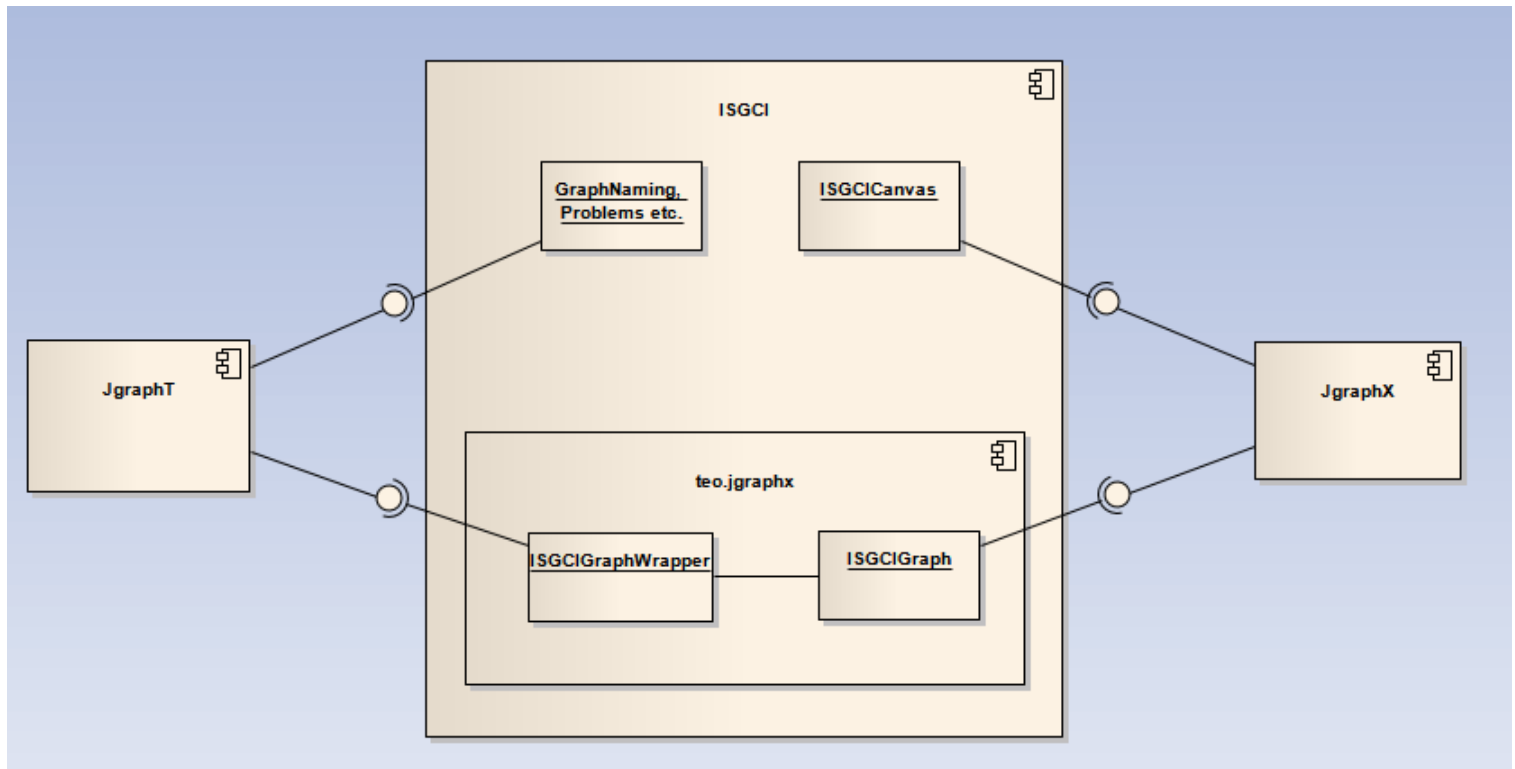 ISGCI
GraphNaming,
Problems etc.
ISGCICanvas
JgraphT
JgraphX
teo.jgraphx
ISGCIGraphWrapper
ISGCIGraph